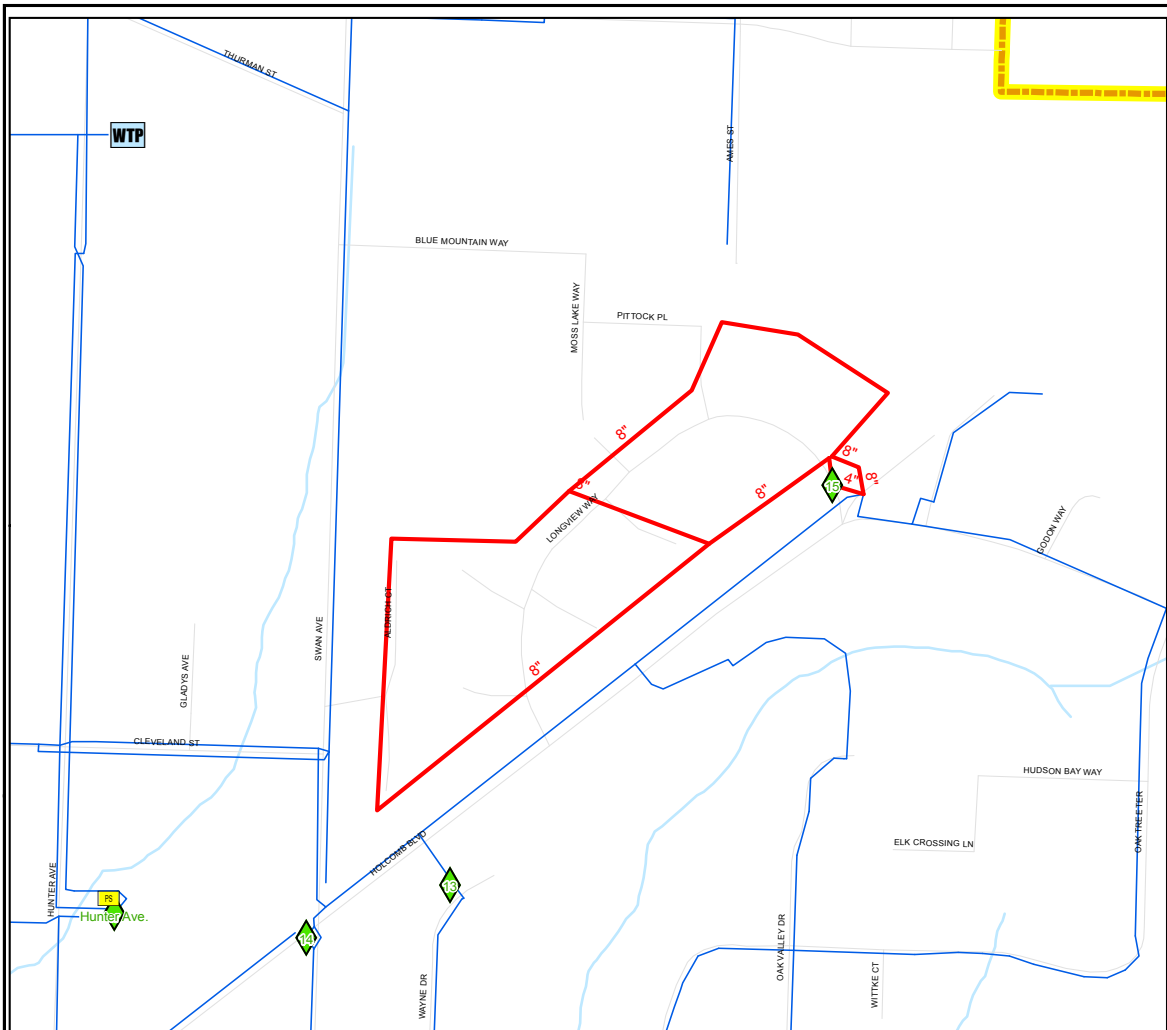 THURMAN ST
WTP
AMES ST
BLUE MOUNTAIN WAY
MOSS LAKE WAY
PITTOCK PL
8"
8"
8"
4"
8"
15
8"
LONGVIEW WAY
GODON WAY
ALDRICH CT
SWAN AVE
8"
GLADYS AVE
CLEVELAND ST
HUDSON BAY WAY
OAK TREE TER
ELK CROSSING LN
HOLCOMB BLVD
HUNTER AVE
13
PS
Hunter Ave.
14
OAK VALLEY DR
WITTKE CT
WAYNE DR